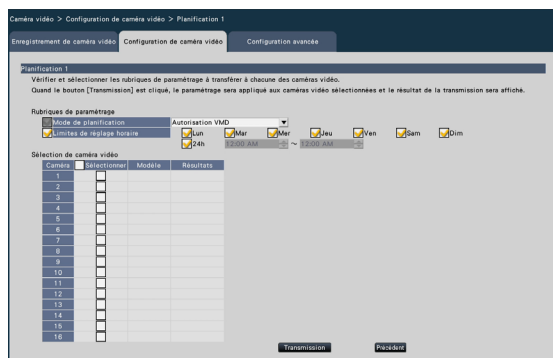 Caméra vidéo > Configuration de caméra vidéo > Planification 1
Enregistrement de caméra vidéo Configuration de caméra vidéo Configuration avancée
Planification 1
Vérifier et sélectionner les rubriques de paramétrage à transférer à chacune des caméras vidéo.
Quand le bouton [Transmission] est cliqué, le paramétrage sera appliqué aux caméras vidéo sélectionnées et le résultat de la transmission sera affiché.
Rubriques de paramétrage
Mode de planification Autorisation VMD
Limites de réglage horaire Lun Mar Mer Jeu Ven Sam Dim
24h 12:00 AM ~ 12:00 AM
Sélection de caméra vidéo
Caméra Sélectionner Modèle Résultats
1
2
3
4
5
6
7
8
9
10
11
12
13
14
15
16
Transmission Précédent